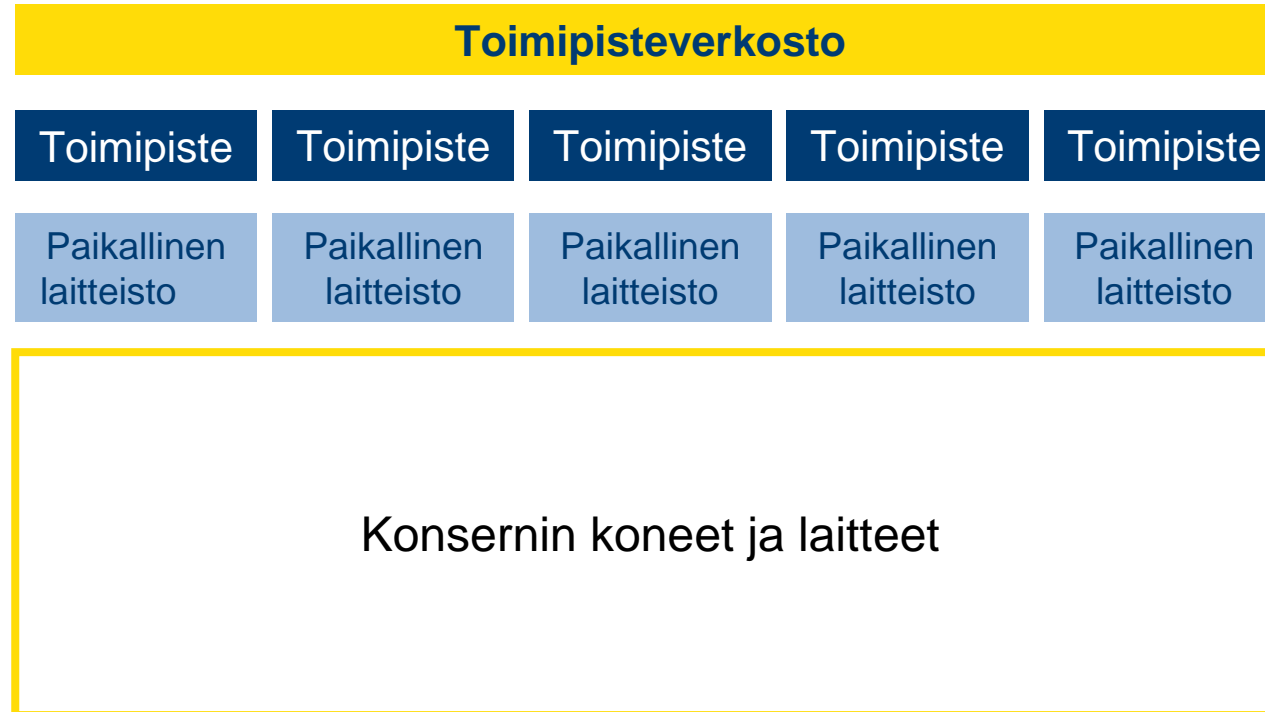 Toimipisteverkosto
Toimipiste Toimipiste Toimipiste Toimipiste Toimipiste
Paikallinen Paikallinen Paikallinen Paikallinen Paikallinen
laitteisto laitteisto laitteisto laitteisto laitteisto
Konsernin koneet ja laitteet